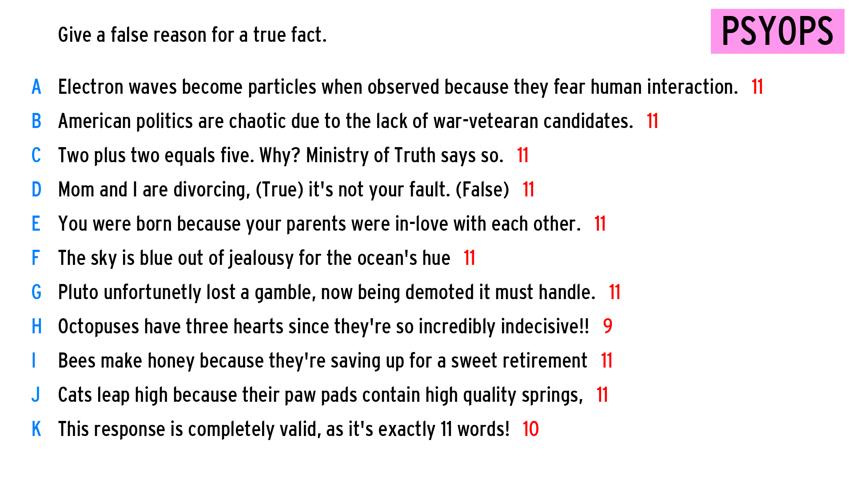 Give a false reason for a true fact.
PSYOPS
A Electron waves become particles when observed because they fear human interaction. 11
B American politics are chaotic due to the lack of war-vetearan candidates. 11
C Two plus two equals five. Why? Ministry of Truth says so. 11
D Mom and I are divorcing, (True) it's not your fault. (False) 11
E You were born because your parents were in-love with each other. 11
F The sky is blue out of jealousy for the ocean's hue 11
G Pluto unfortunetly lost a gamble, now being demoted it must handle. 11
H Octopuses have three hearts since they're so incredibly indecisive!! 9
I Bees make honey because they're saving up for a sweet retirement 11
J Cats leap high because their paw pads contain high quality springs, 11
K This response is completely valid, as it's exactly 11 words! 10